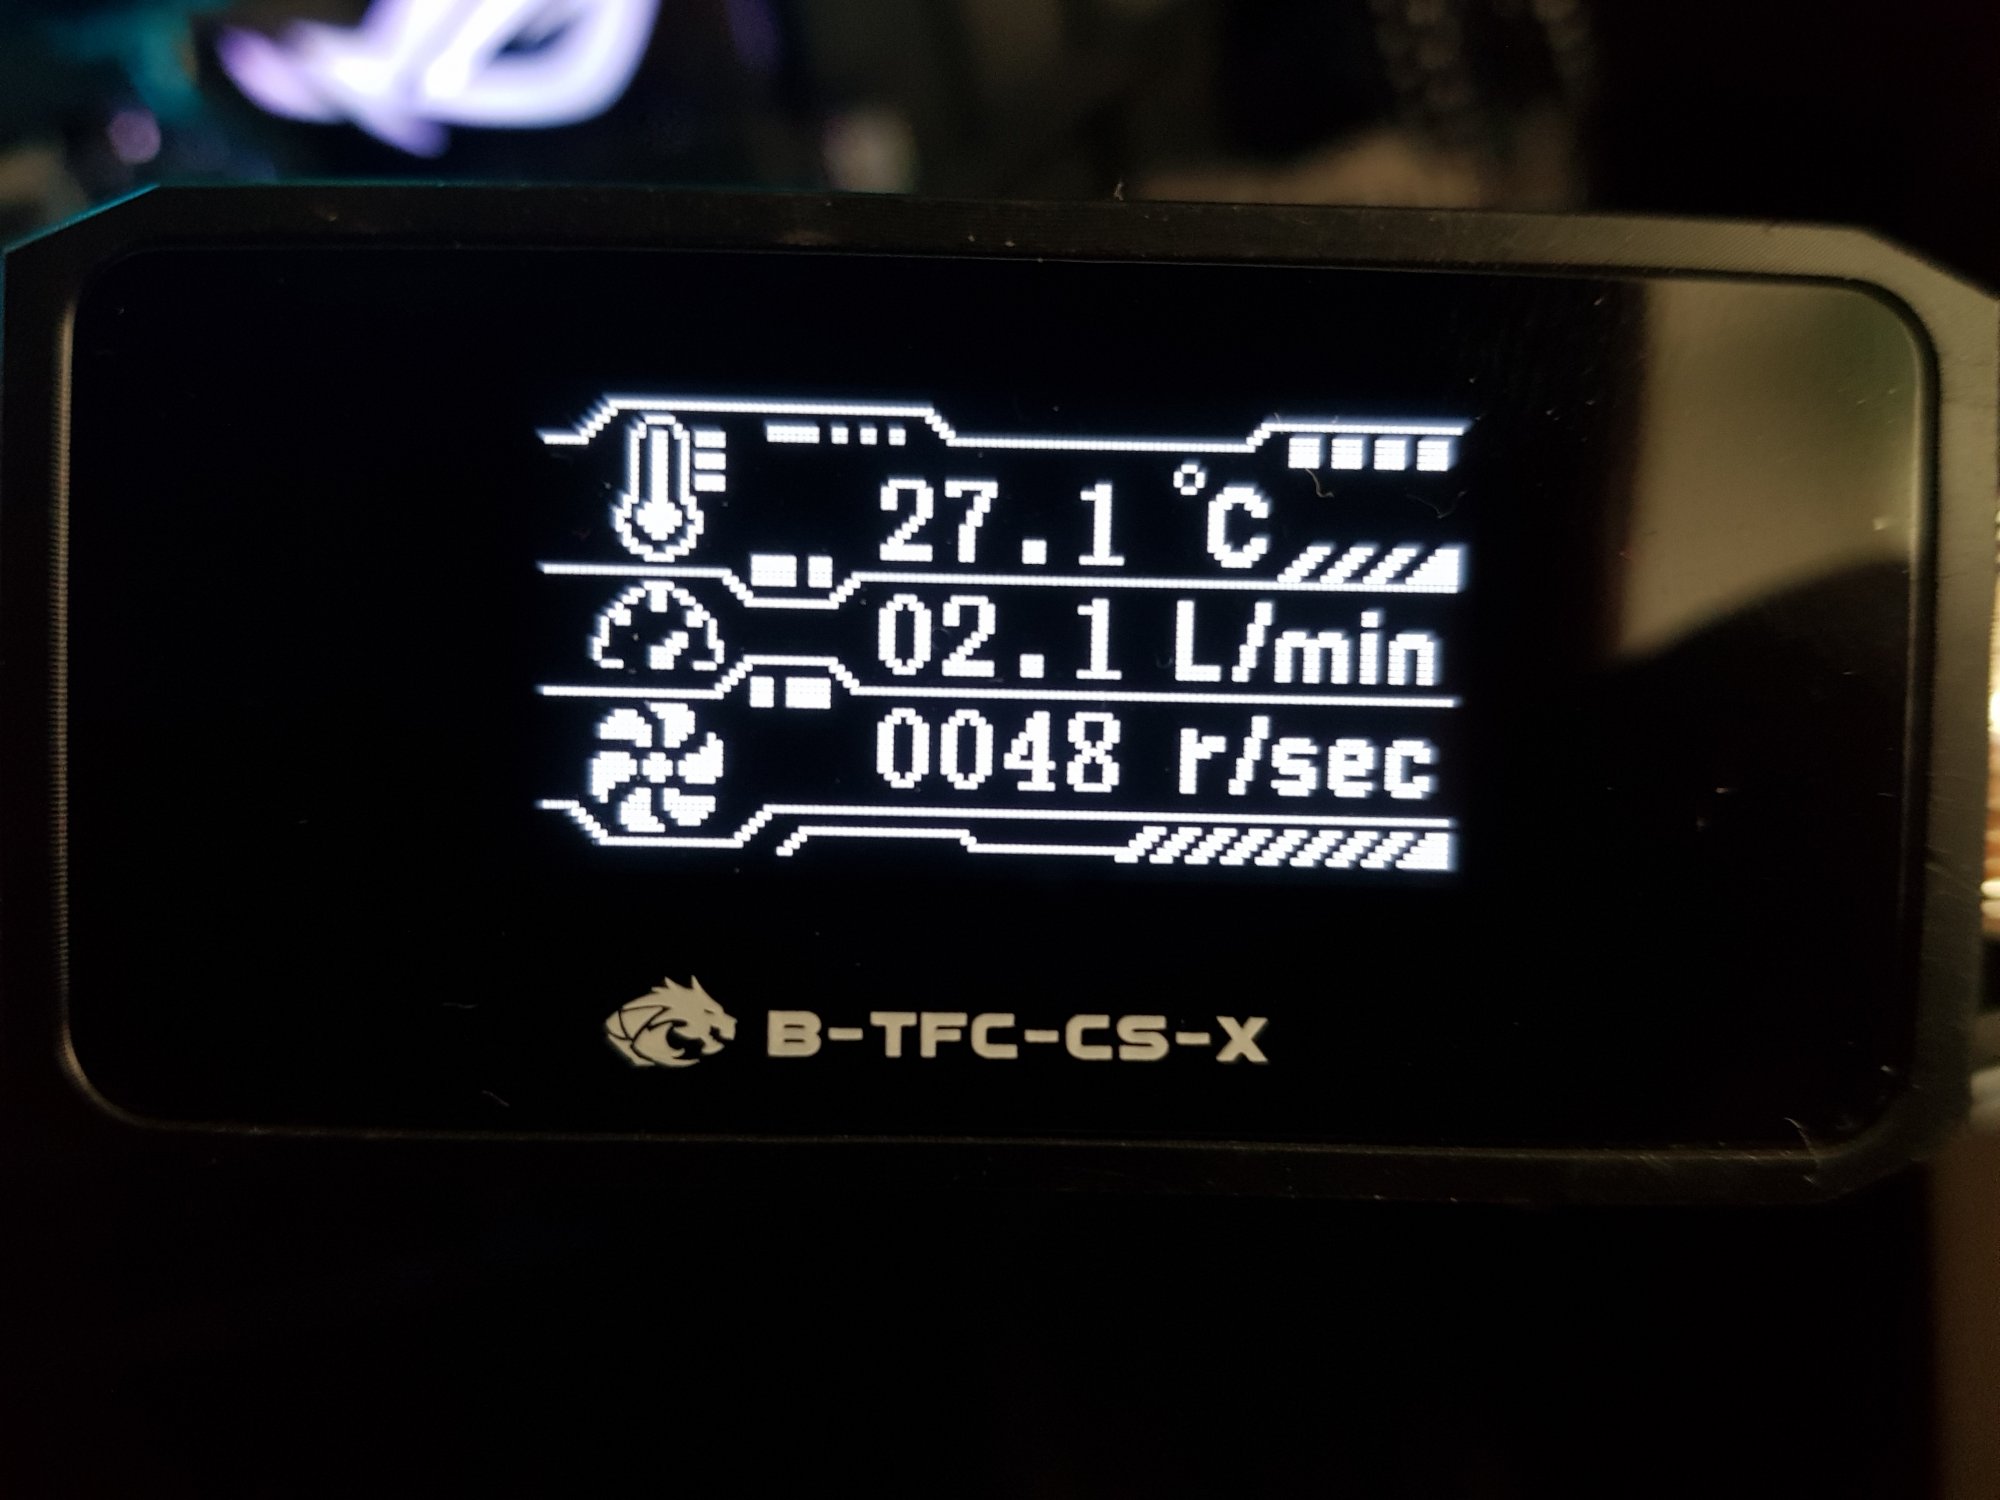 27.1 °C
02.1 L/min
0048 r/sec
B-TFC-CS-X